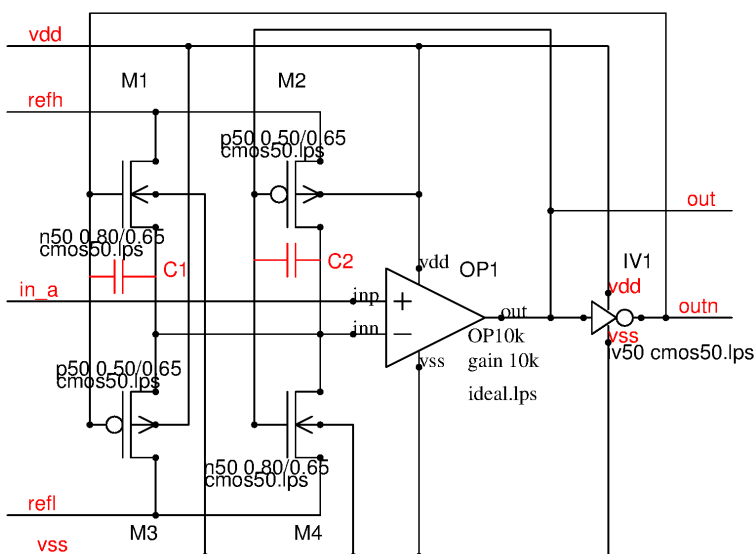 vdd
M1
M2
refh
p50 0.50/0.65
cmos50.lps
out
n50 0.80/0.65
cmos50.lps
C1
C2
vdd
OP1
IV1
vdd
in_a
inp
outn
out
inn
OP10k
vss
iv50 cmos50.lps
p50 0.50/0.65
cmos50.lps
vss
gain 10k
ideal.lps
n50 0.80/0.65
cmos50.lps
refl
M3
M4
vss